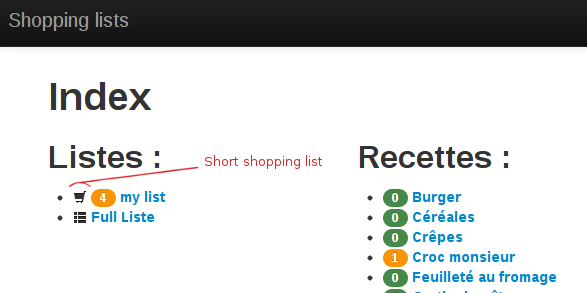 Shopping lists
Index
Listes :
Short shopping list
4 my list
Full Liste
Recettes :
0 Burger
0 Céréales
0 Crêpes
1 Croc monsieur
0 Feuilleté au fromage